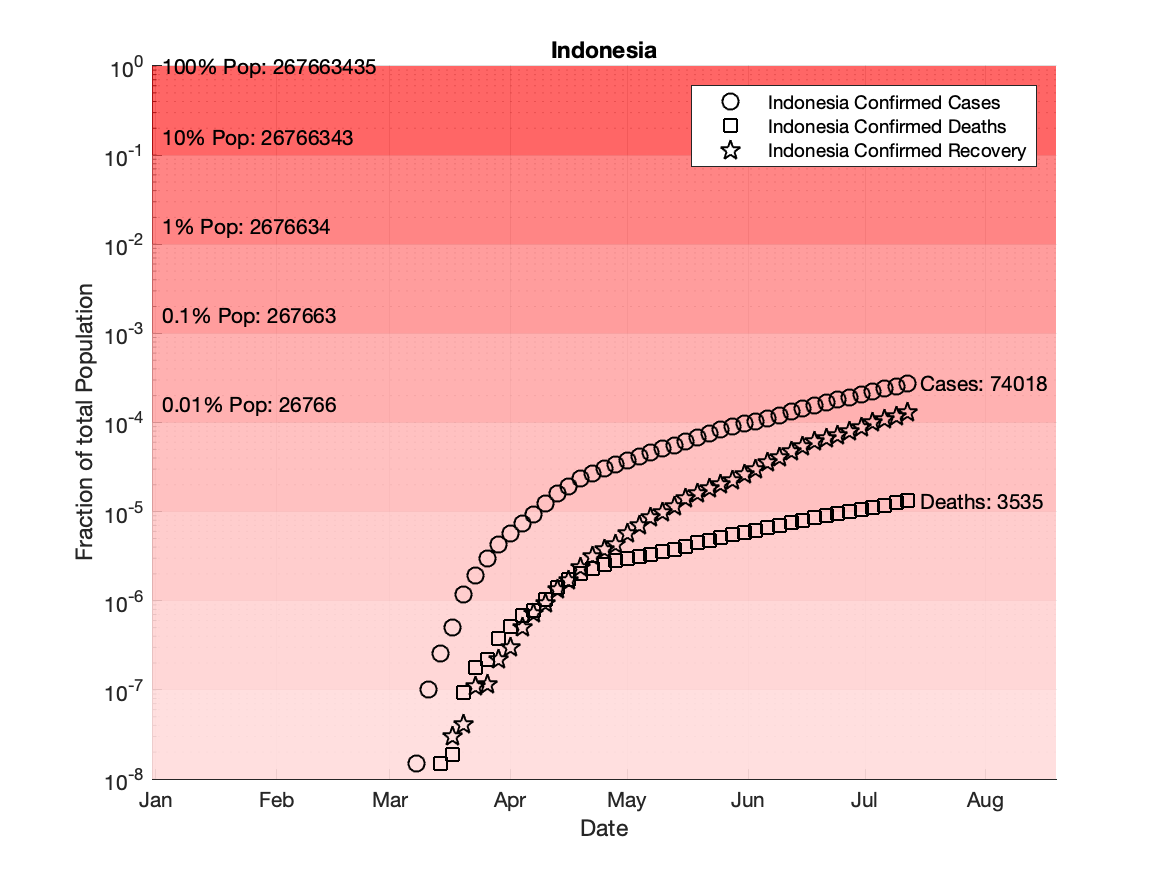 Indonesia
10^0
100% Pop: 267663435
Indonesia Confirmed Cases
Indonesia Confirmed Deaths
Indonesia Confirmed Recovery
10% Pop: 26766343
10^-1
1% Pop: 2676634
10^-2
0.1% Pop: 267663
10^-3
Fraction of total Population
Cases: 74018
0.01% Pop: 26766
10^-4
Deaths: 3535
10^-5
10^-6
10^-7
10^-8
Jan Feb Mar Apr May Jun Jul Aug
Date